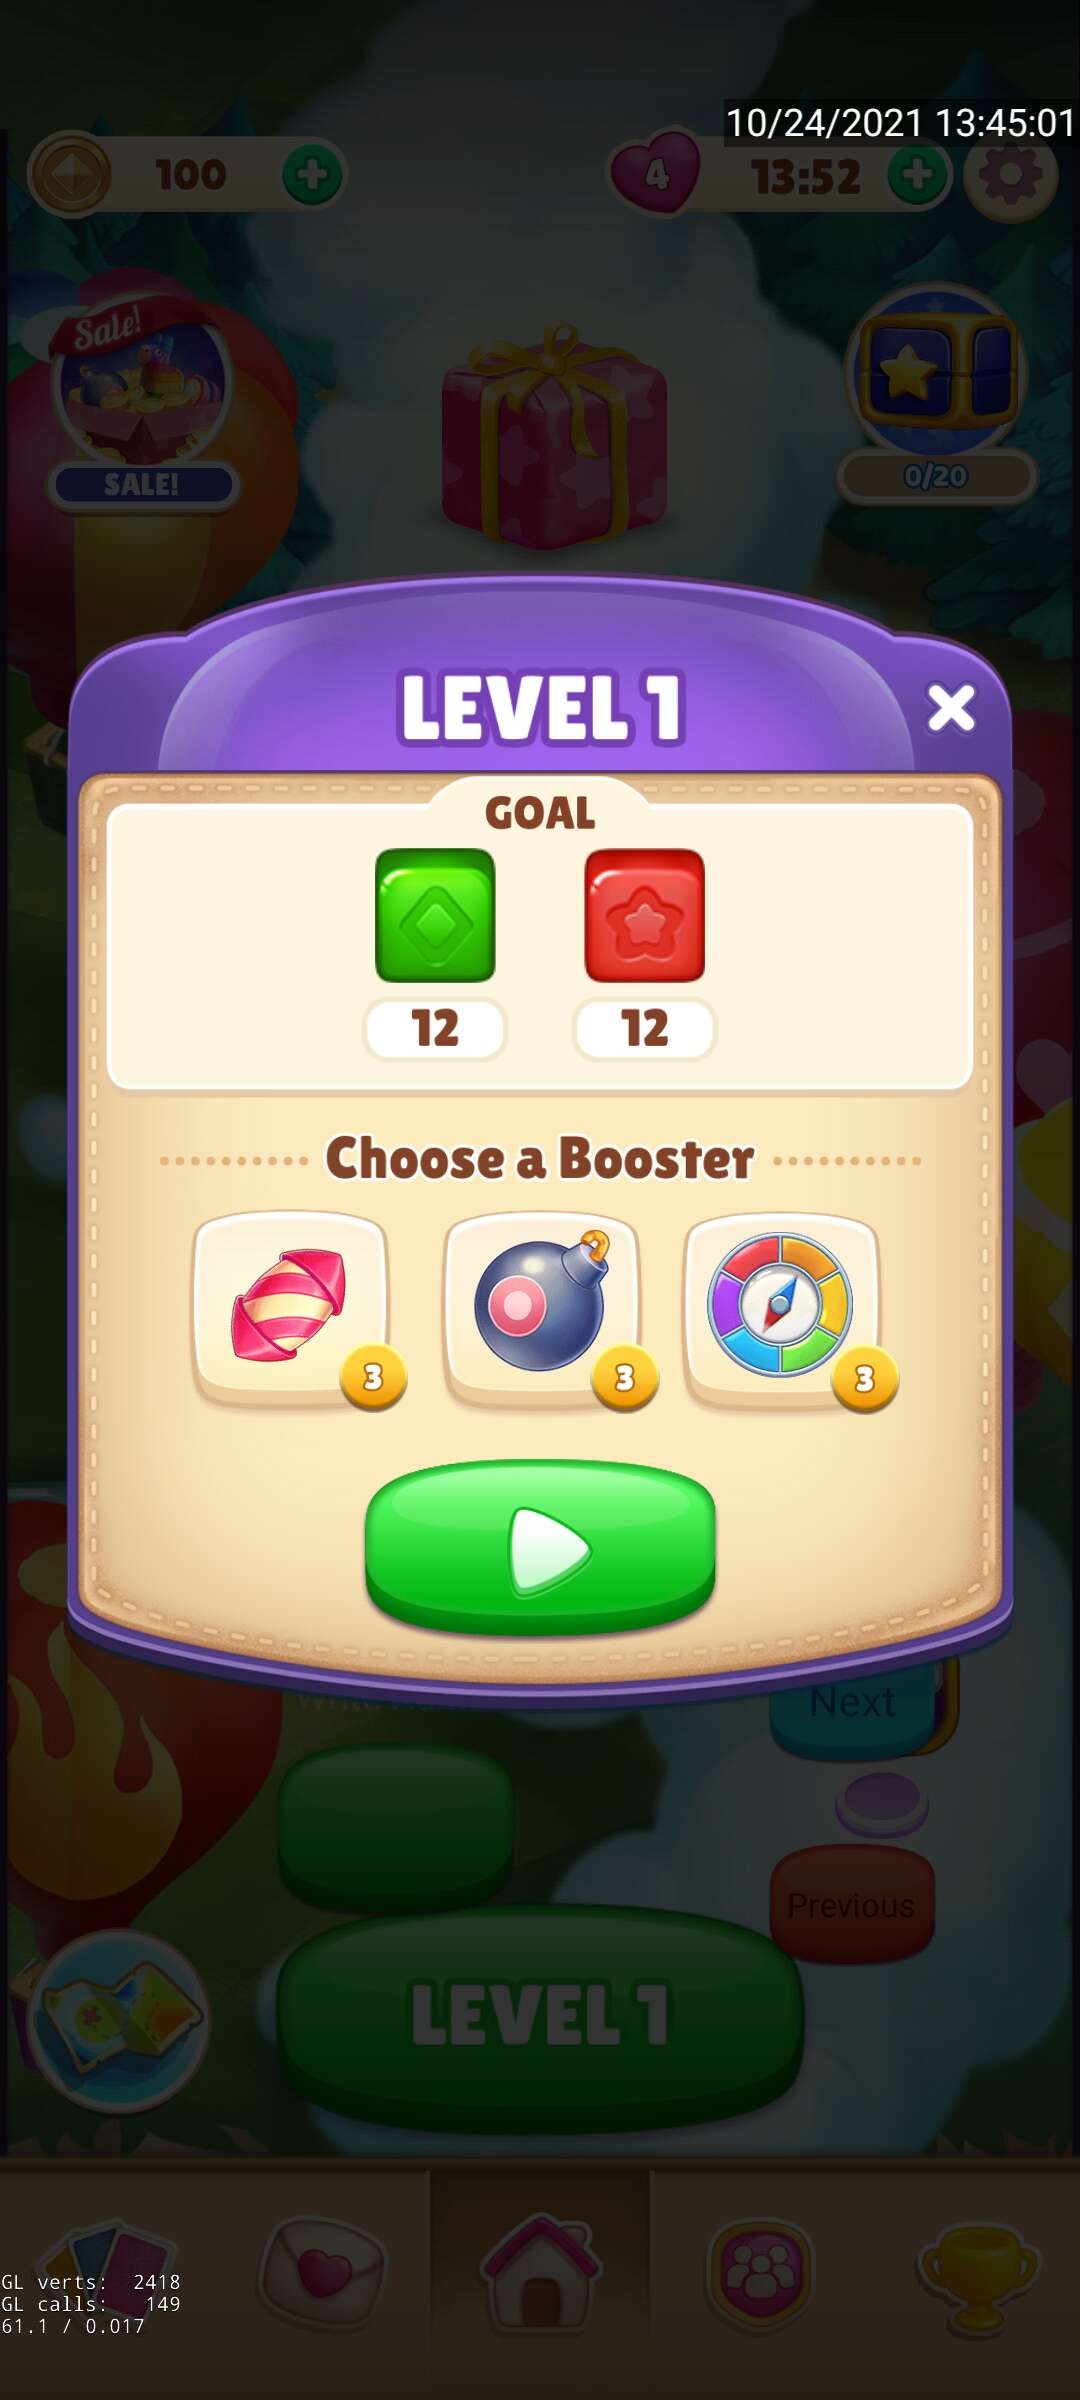 10/24/2021 13:45:01
100
4
13:52
Sale!
SALE!
0/20
LEVEL 1
GOAL
12
12
Choose a Booster
3
3
3
Next
Previous
LEVEL 1
GL verts: 2418
GL calls: 149
61.1 / 0.017